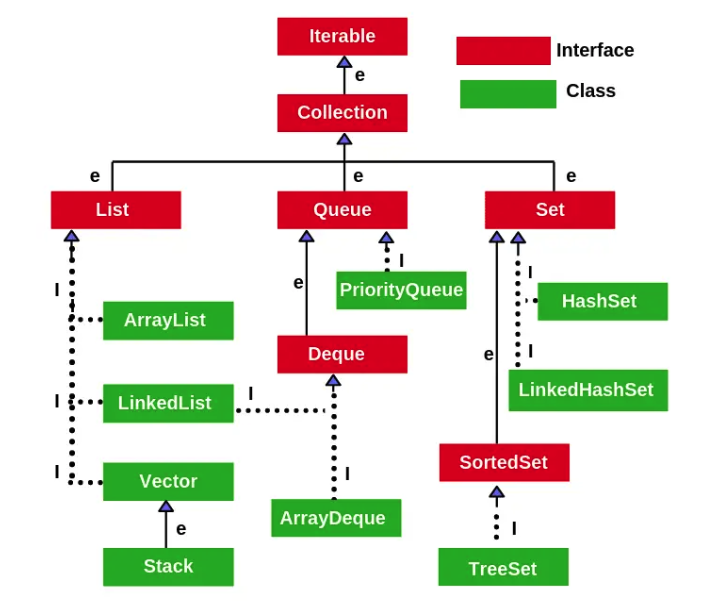 Iterable
Interface
e
Class
Collection
e
e
e
List
Queue
Set
I
I
PriorityQueue
I
HashSet
e
ArrayList
Deque
e
I
I
I
LinkedList
LinkedHashSet
I
Vector
I
SortedSet
ArrayDeque
e
I
Stack
TreeSet